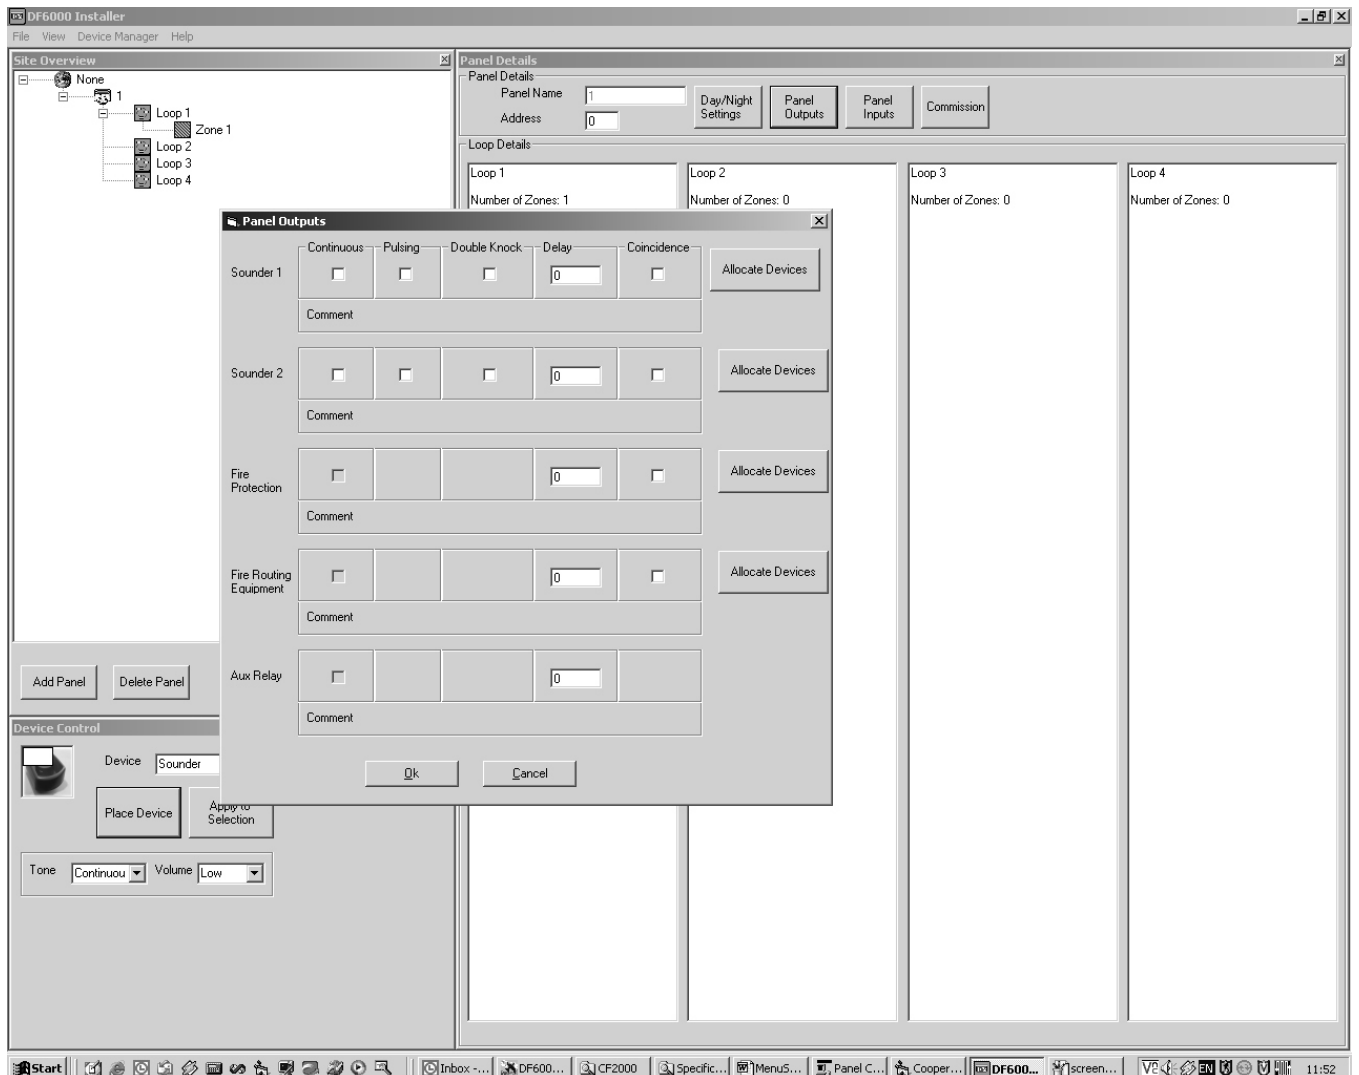 DF6000 Installer
File View Device Manager Help
Site Overview
None
1
Loop 1
Zone 1
Loop 2
Loop 3
Loop 4
Add Panel
Delete Panel
Panel Details
Panel Details
Panel Name 1
Address 0
Day/Night Settings
Panel Outputs
Panel Inputs
Commission
Loop Details
Loop 1
Number of Zones: 1
Loop 2
Number of Zones: 0
Loop 3
Number of Zones: 0
Loop 4
Number of Zones: 0
Panel Outputs
Continuous Pulsing Double Knock Delay Coincidence
Sounder 1 0 Allocate Devices
Comment
Sounder 2 0 Allocate Devices
Comment
Fire Protection 0 Allocate Devices
Comment
Fire Routing Equipment 0 Allocate Devices
Comment
Aux Relay 0
Comment
Ok Cancel
Device Control
Device Sounder
Place Device
Apply to Selection
Tone Continuou Volume Low
Start Inbox -... DF600... CF2000 Specific... MenuS... Panel C... Cooper... DF600... screen... EN 11:52